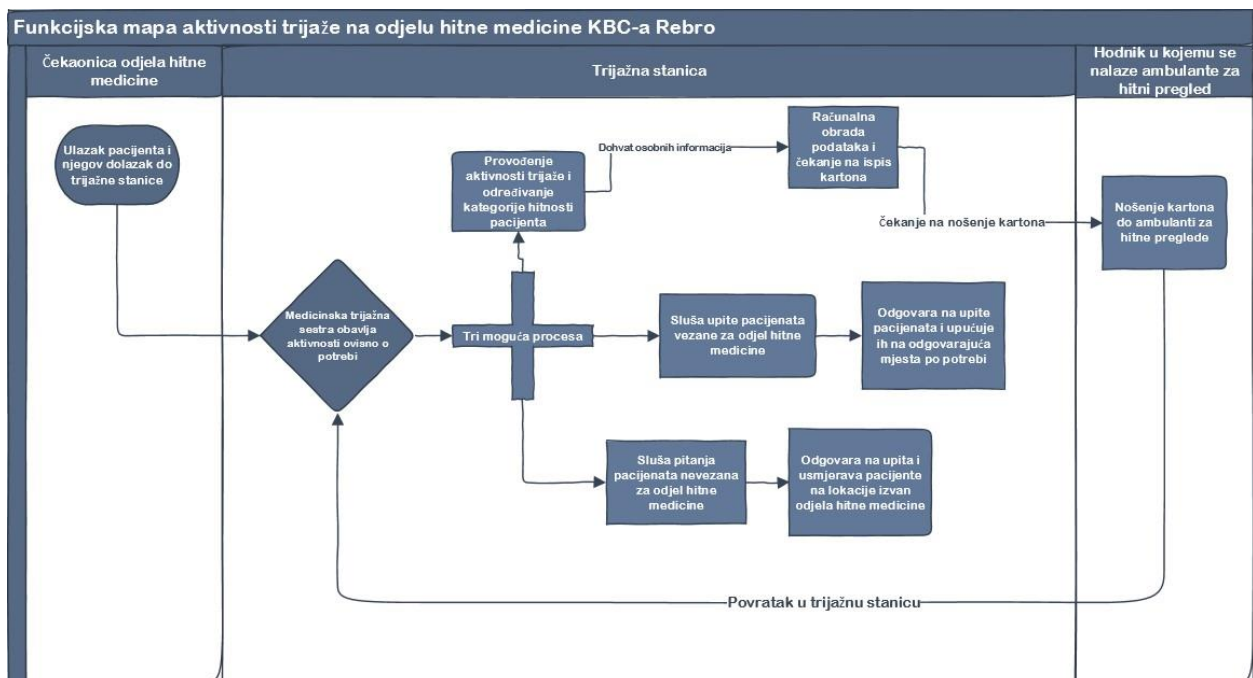 Funkcijska mapa aktivnosti trijaže na odjelu hitne medicine KBC-a Rebro
Čekaonica odjela hitne
medicine
Trijažna stanica
Hodnik u kojemu se
nalaze ambulante za
hitni pregled
Ulazak pacijenta i
njegov dolazak do
trijažne stanice
Provođenje
aktivnosti trijaže i
određivanje
kategorije hitnosti
pacijenta
Dohvat osobnih informacija
Računalna
obrada
podataka i
čekanje na ispis
kartona
Čekanje na nošenje kartona
Nošenje kartona
do ambulanti za
hitne preglede
Medicinska trijažna
sestra obavlja
aktivnosti ovisno o
potrebi
Tri moguća procesa
Sluša upite pacijenata
vezane za odjel hitne
medicine
Odgovara na upite
pacijenata i upućuje
ih na odgovarajuća
mjesta po potrebi
Sluša pitanja
pacijenata nevezana
za odjel hitne
medicine
Odgovara na upita i
usmjerava pacijente
na lokacije izvan
odjela hitne medicine
Povratak u trijažnu stanicu